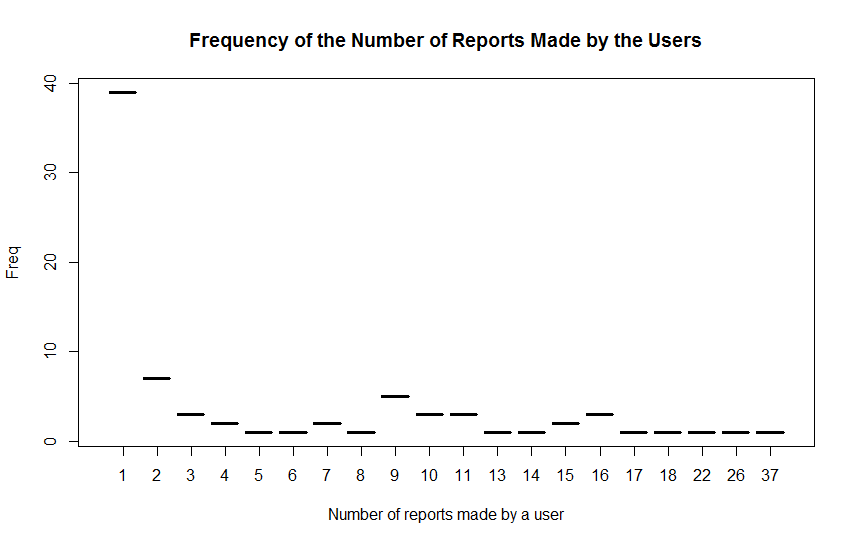 Frequency of the Number of Reports Made by the Users
Freq
40
30
20
10
0
1 2 3 4 5 6 7 8 9 10 11 13 14 15 16 17 18 22 26 37
Number of reports made by a user